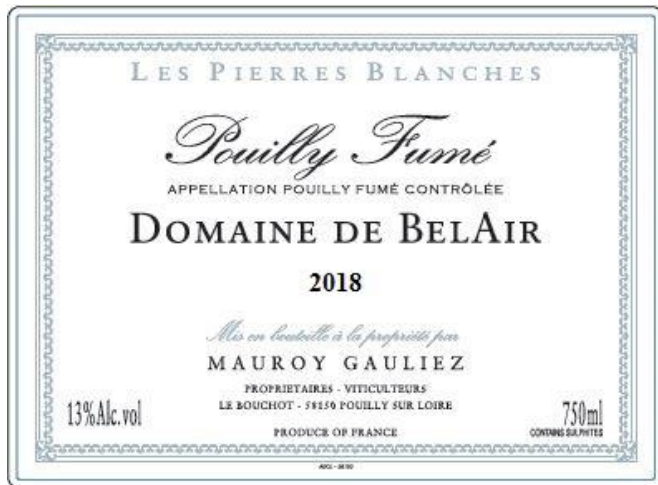 LES PIERRES BLANCHES
Pouilly Fumé
APPELLATION POUILLY FUMÉ CONTRÔLÉE
DOMAINE DE BELAIR
2018
Mis en bouteille à la propriété par
MAUROY GAULIEZ
PROPRIETAIRES - VITICULTEURS
LE BOUCHOT - 58150 POUILLY SUR LOIRE
13%Alc.vol
750ml
CONTAINS SULPHITES
PRODUCE OF FRANCE